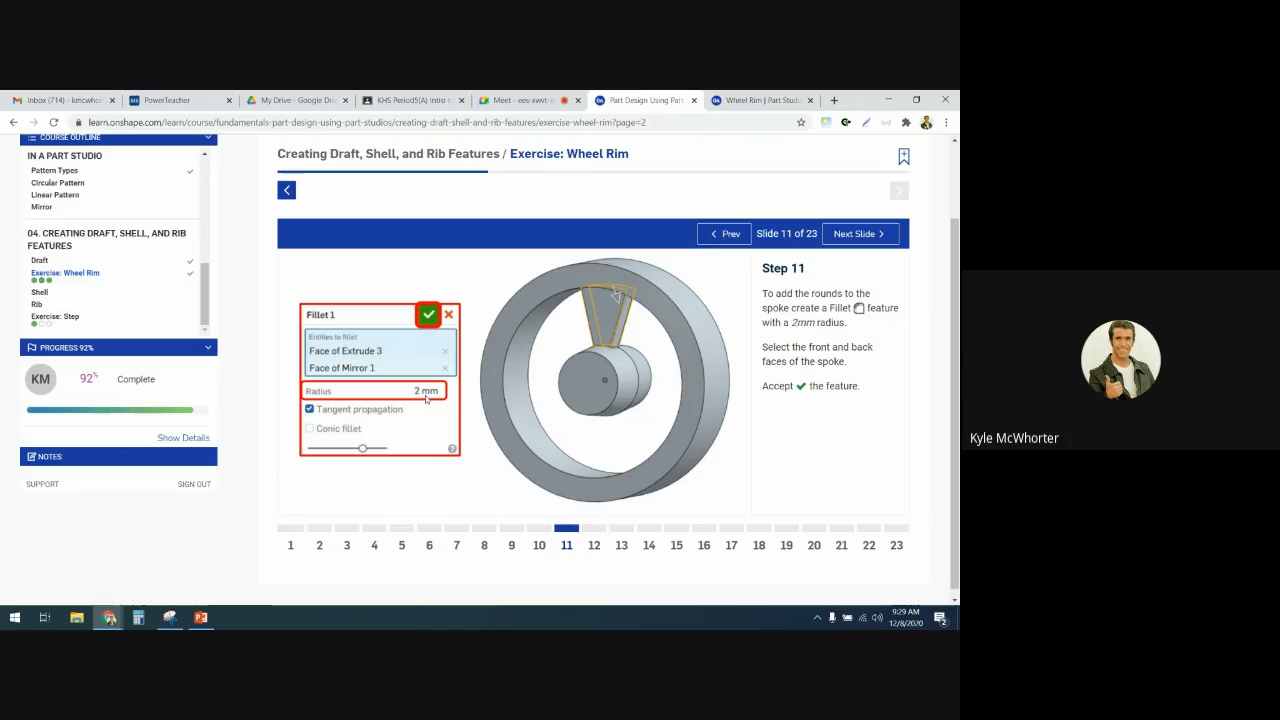 Inbox (714) - kmcwhor
PowerTeacher
My Drive - Google Dri
KHS Period5(A) Intro t
Meet - ees-xwvt-x
Part Design Using Part
Wheel Rim | Part Studi
learn.onshape.com/learn/course/fundamentals-part-design-using-part-studios/creating-draft-shell-and-rib-features/exercise-wheel-rim?page=2
COURSE OUTLINE
IN A PART STUDIO
Pattern Types
Circular Pattern
Linear Pattern
Mirror
04. CREATING DRAFT, SHELL, AND RIB
FEATURES
Draft
Exercise: Wheel Rim
Shell
Rib
Exercise: Step
PROGRESS 92%
KM
92%
Complete
Show Details
NOTES
SUPPORT
SIGN OUT
Creating Draft, Shell, and Rib Features / Exercise: Wheel Rim
Prev
Slide 11 of 23
Next Slide
Fillet 1
Entities to fillet
Face of Extrude 3
Face of Mirror 1
Radius 2 mm
Tangent propagation
Conic fillet
Step 11
To add the rounds to the
spoke create a Fillet feature
with a 2mm radius.
Select the front and back
faces of the spoke.
Accept the feature.
1 2 3 4 5 6 7 8 9 10 11 12 13 14 15 16 17 18 19 20 21 22 23
9:29 AM
12/8/2020
2
Kyle McWhorter